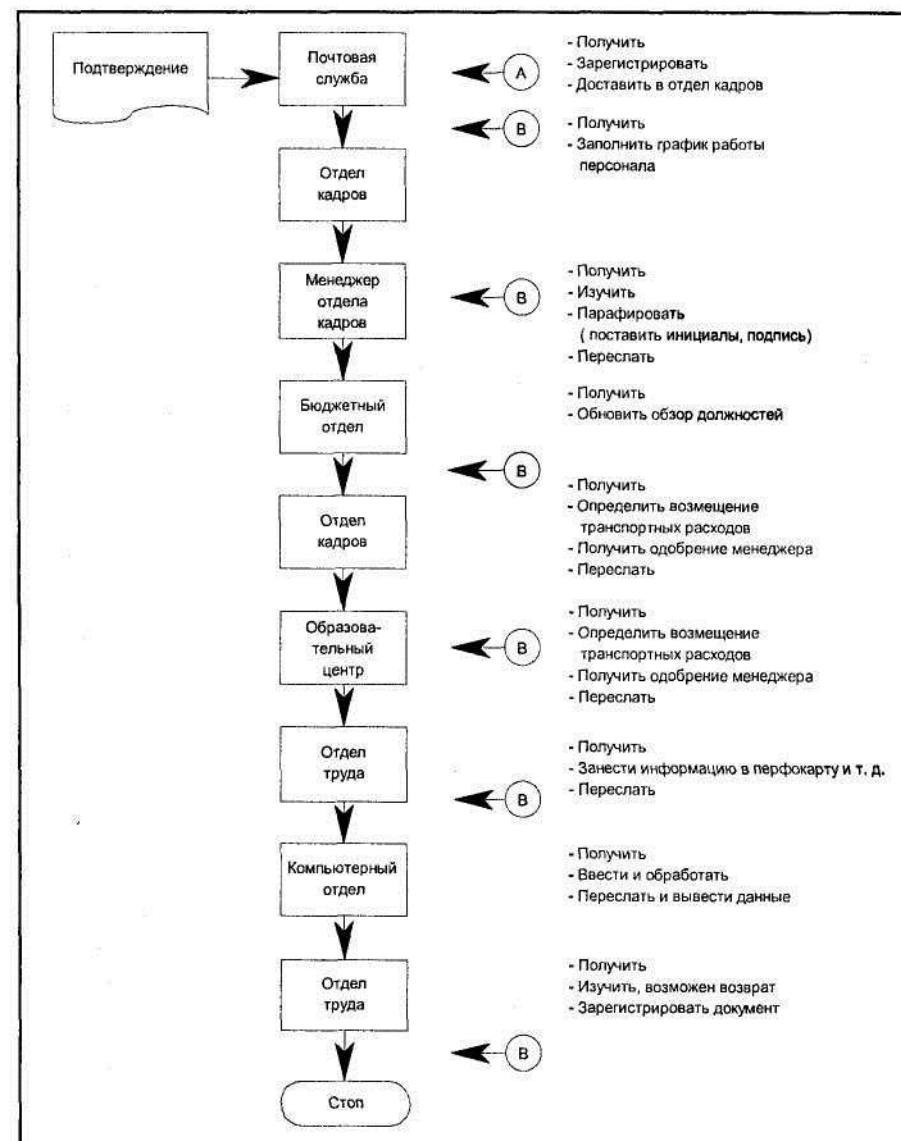 Подтверждение
Почтовая
служба
А
- Получить
- Зарегистрировать
- Доставить в отдел кадров
В
- Получить
- Заполнить график работы
персонала
Отдел
кадров
Менеджер
отдела
кадров
В
- Получить
- Изучить
- Парафировать
( поставить инициалы, подпись)
- Переслать
Бюджетный
отдел
- Получить
- Обновить обзор должностей
В
Отдел
кадров
- Получить
- Определить возмещение
транспортных расходов
- Получить одобрение менеджера
- Переслать
Образова-
тельный
центр
В
- Получить
- Определить возмещение
транспортных расходов
- Получить одобрение менеджера
- Переслать
Отдел
труда
- Получить
- Занести информацию в перфокарту и т. д.
- Переслать
В
Компьютерный
отдел
- Получить
- Ввести и обработать
- Переслать и вывести данные
Отдел
труда
- Получить
- Изучить, возможен возврат
- Зарегистрировать документ
В
Стоп